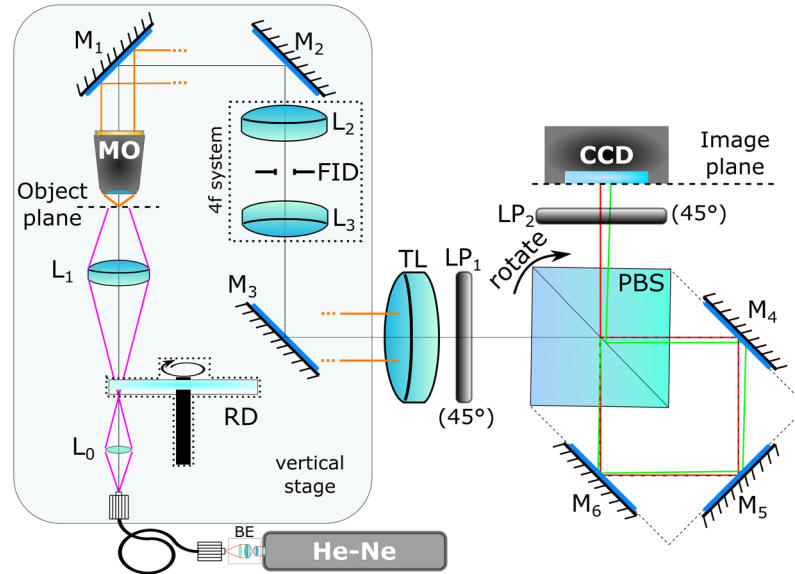 M1
M2
MO
L2
4f system
FID
L3
Object
plane
L1
M3
RD
L0
vertical
stage
BE
He-Ne
TL
LP1
(45°)
rotate
CCD
Image
plane
LP2
(45°)
PBS
M4
M5
M6